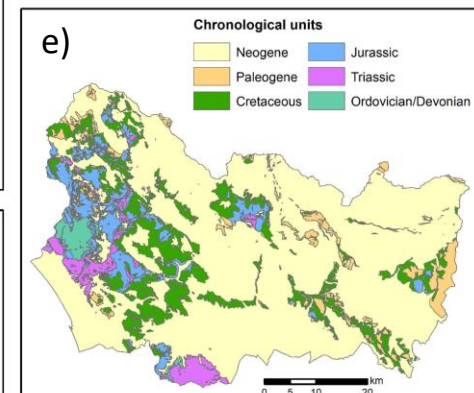 e)
Chronological units
Neogene
Jurassic
Paleogene
Triassic
Cretaceous
Ordovician/Devonian
km
0 5 10 20